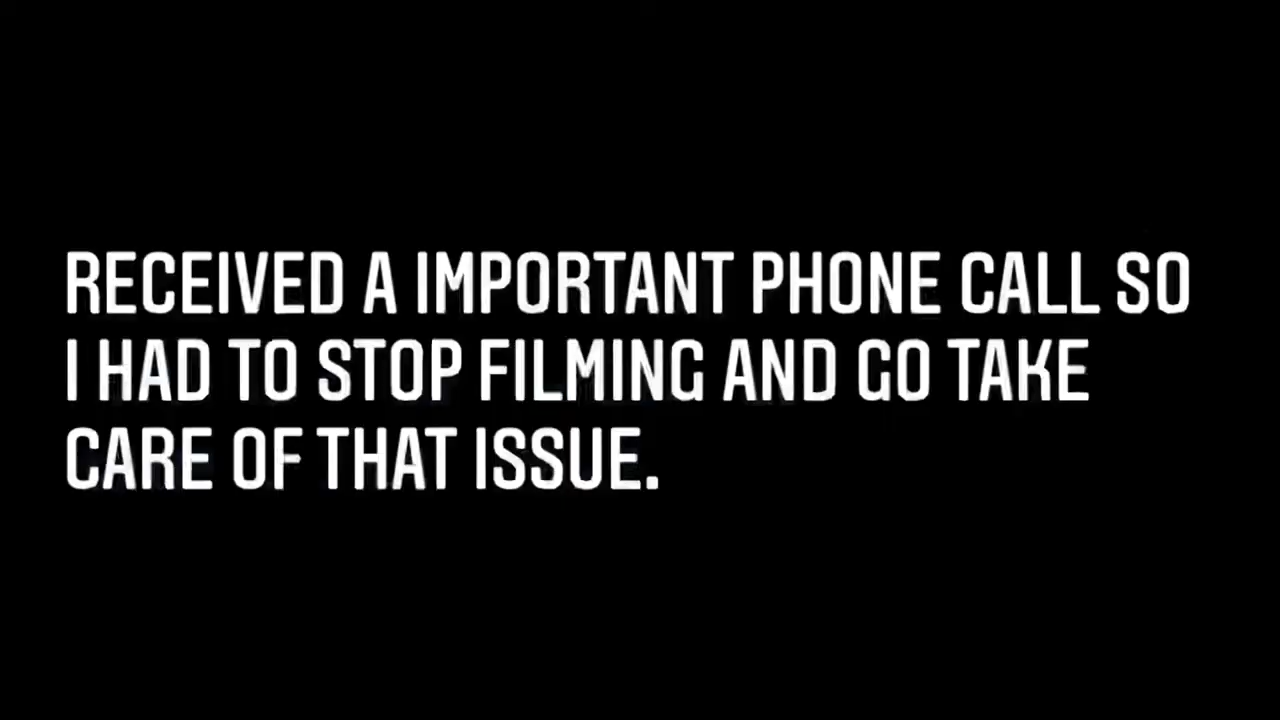 RECEIVED A IMPORTANT PHONE CALL SO
I HAD TO STOP FILMING AND GO TAKE
CARE OF THAT ISSUE.